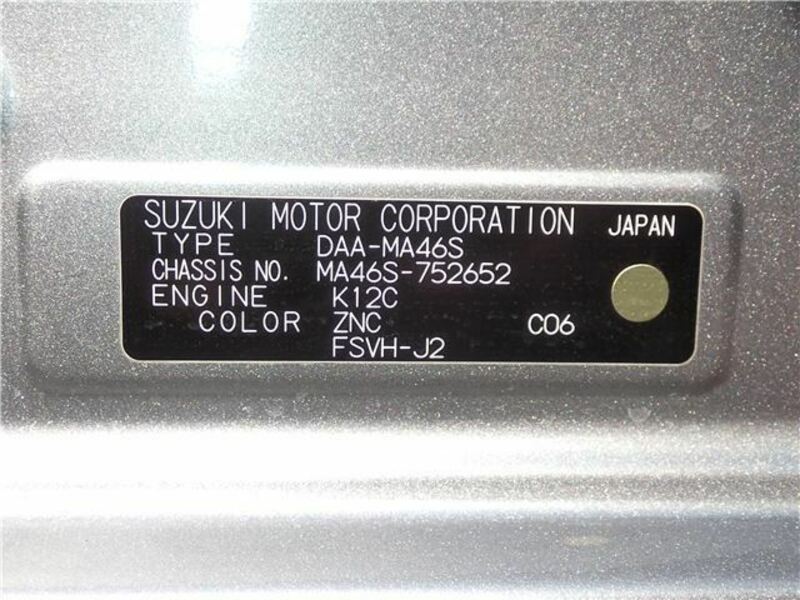 SUZUKI MOTOR CORPORATION JAPAN
TYPE DAA-MA46S
CHASSIS NO. MA46S-752652
ENGINE K12C
COLOR ZNC C06
FSVH-J2